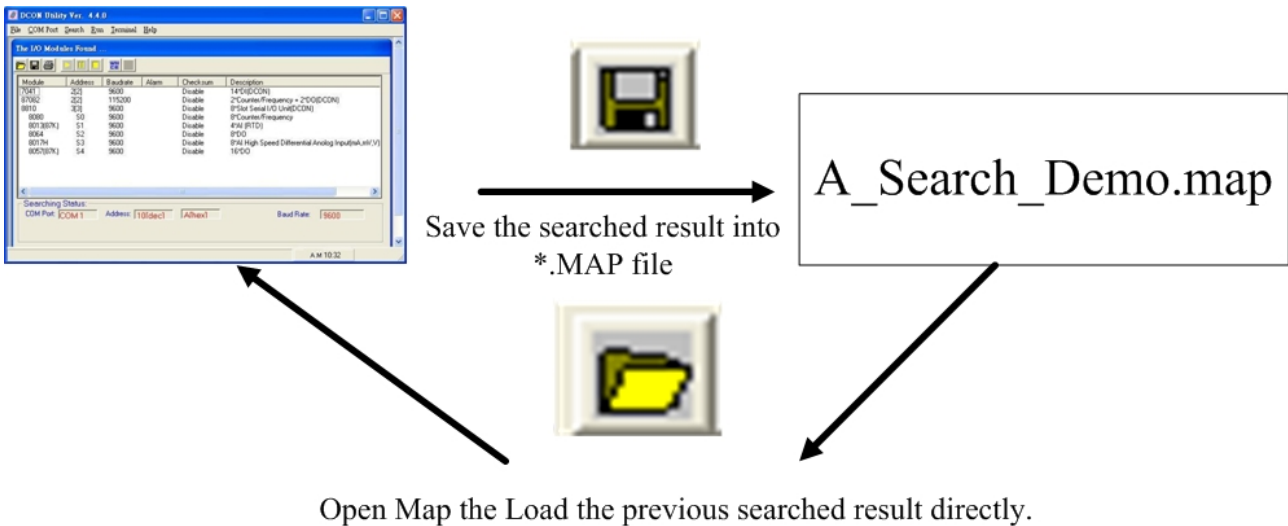 DCON Utility Ver. 4.4.0
File COM Port Search Run Terminal Help
The I/O Modules Found ...
Module Address Baudrate Alarm Checksum Description
7041 2[2] 9600 Disable 14*DI(DCON)
87082 2[2] 115200 Disable 2*Counter/Frequency + 2*DO(DCON)
8810 3[3] 9600 Disable 8*Slot Serial I/O Unit(DCON)
8080 S0 9600 Disable 8*Counter/Frequency
8013(87K) S1 9600 Disable 4*AI (RTD)
8064 S2 9600 Disable 8*DO
8017H S3 9600 Disable 8*AI High Speed Differential Analog Input(mA,mV,V)
8057(87K) S4 9600 Disable 16*DO
Searching Status:
COM Port: COM 1 Address: 10[dec] [A[hex] Baud Rate: 9600
A M 10:32
Save the searched result into
*.MAP file
A_Search_Demo.map
Open Map the Load the previous searched result directly.